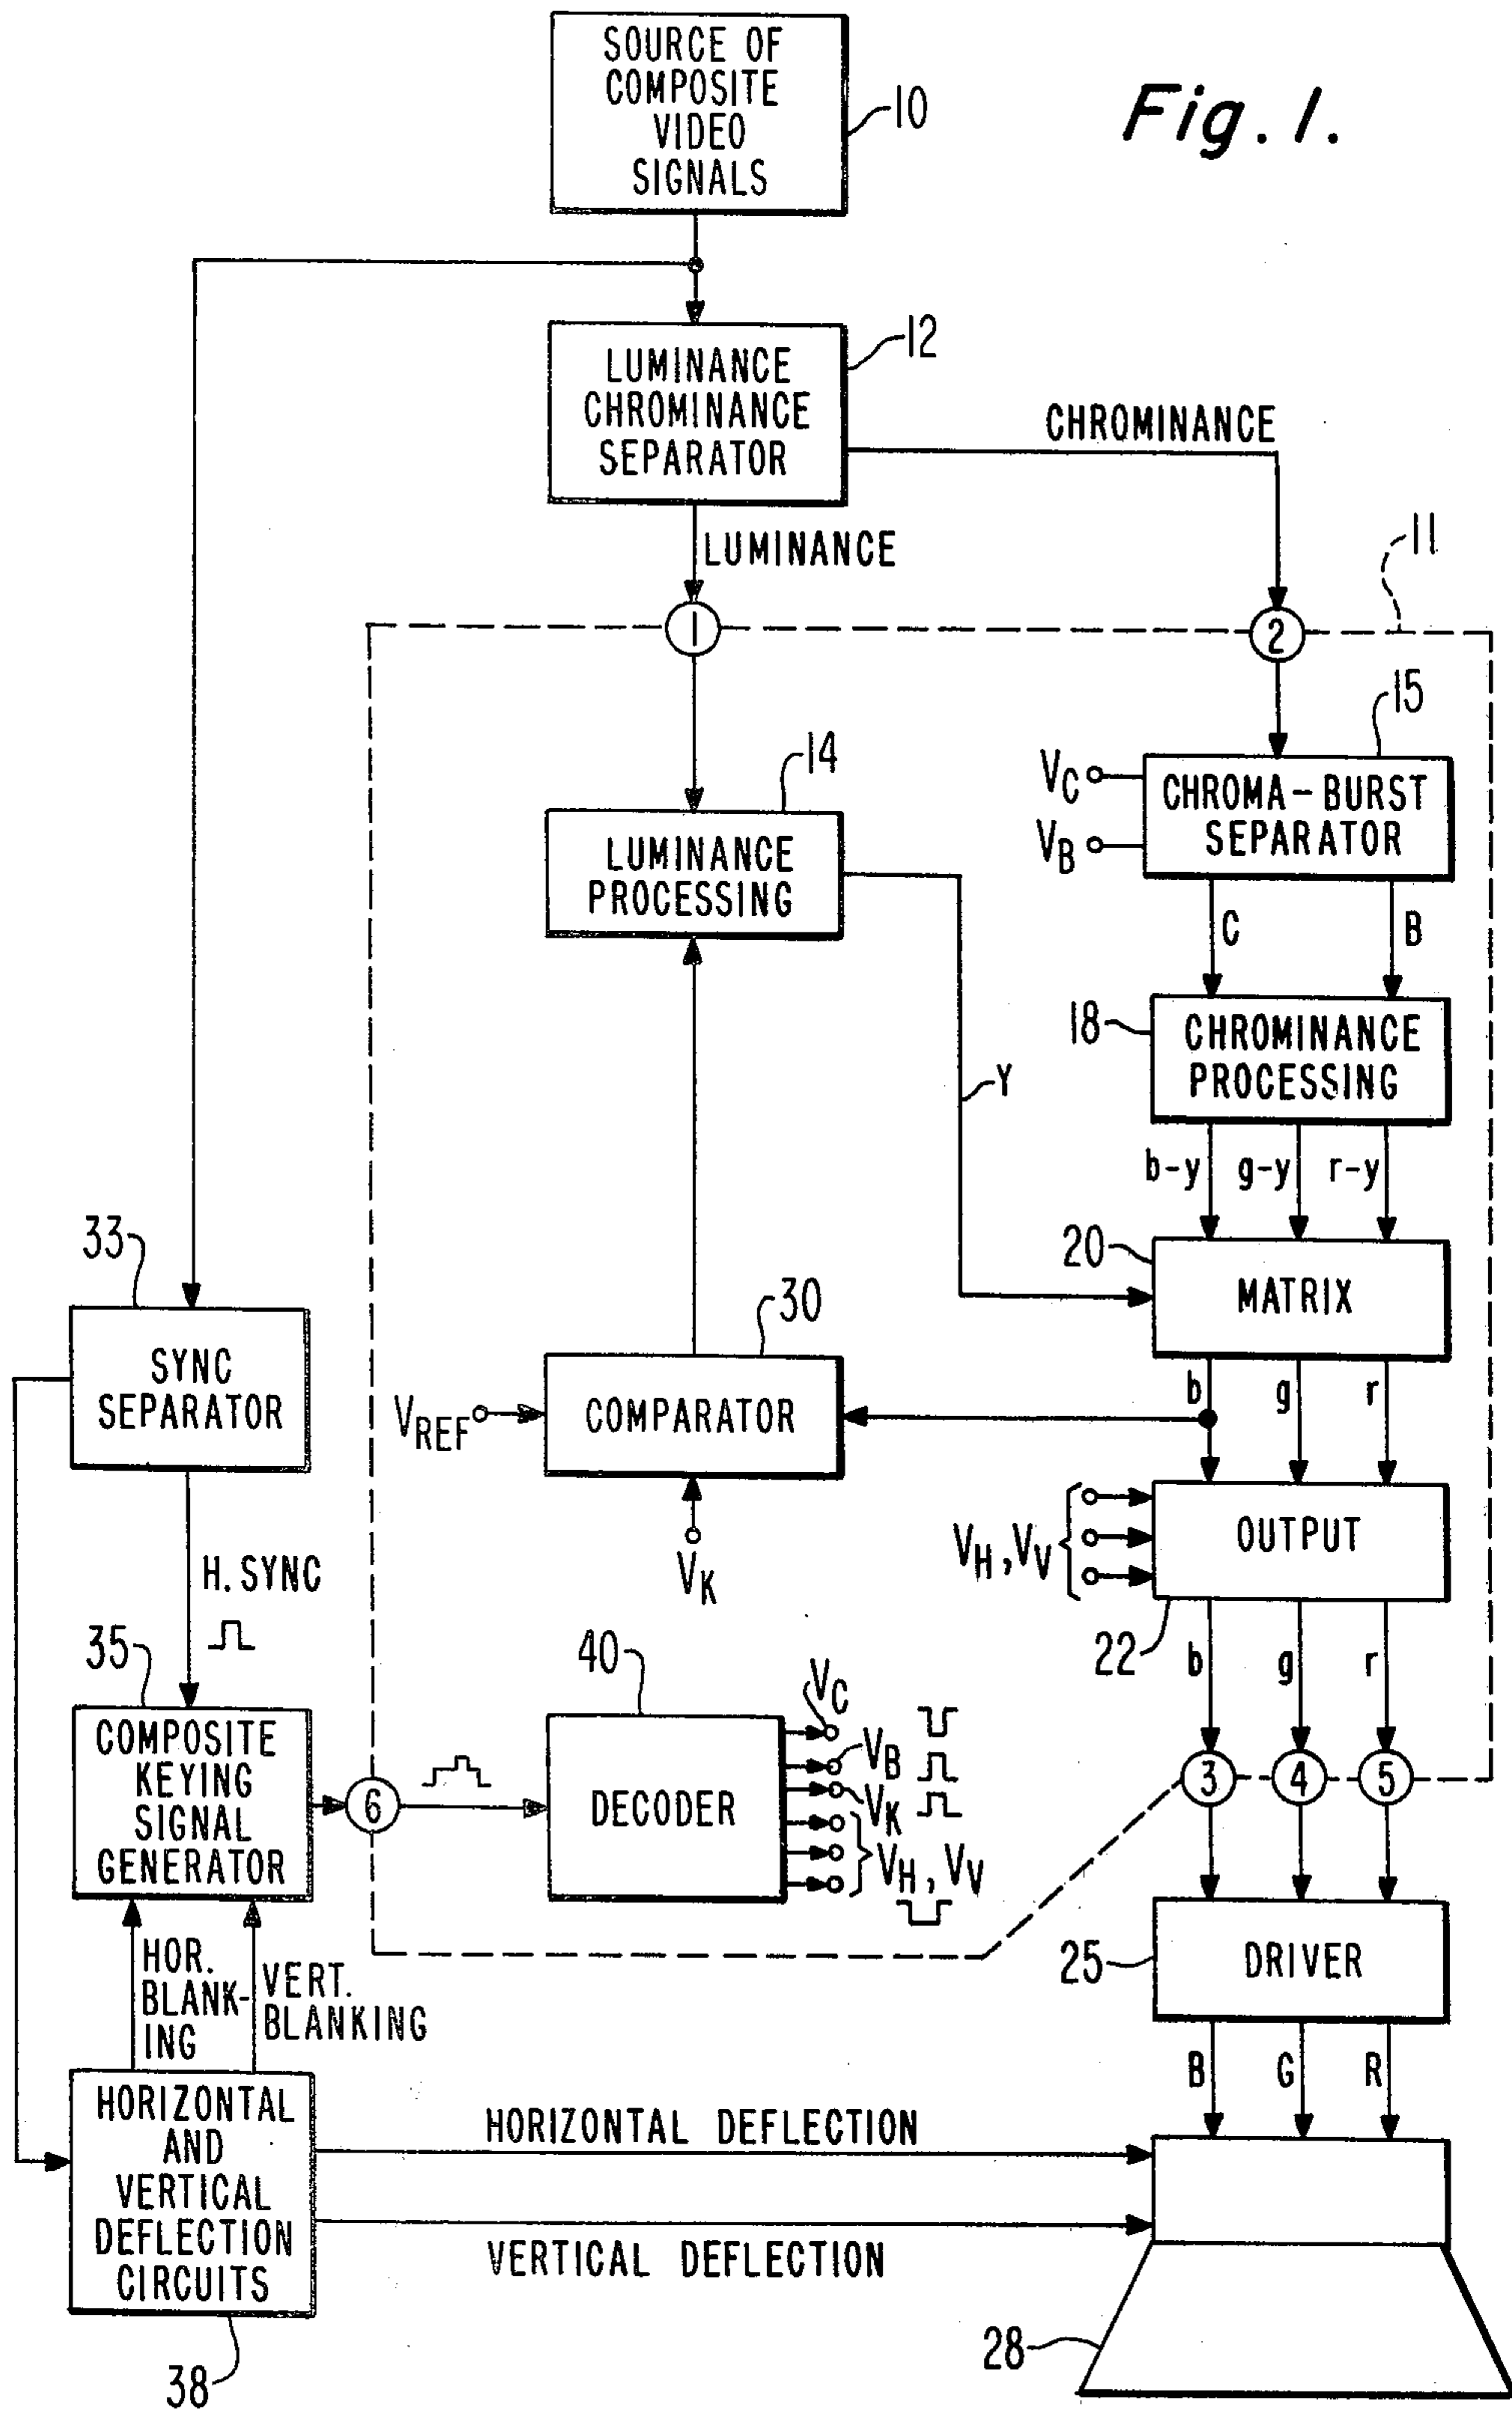 Fig. 1.
SOURCE OF
COMPOSITE
VIDEO
SIGNALS
10
LUMINANCE
CHROMINANCE
SEPARATOR
12
CHROMINANCE
LUMINANCE
11
1
2
15
14
VC
VB
CHROMA-BURST
SEPARATOR
LUMINANCE
PROCESSING
C
B
18
CHROMINANCE
PROCESSING
Y
b-y
g-y
r-y
33
20
MATRIX
30
SYNC
SEPARATOR
VREF
COMPARATOR
b
g
r
VK
VH, VV
OUTPUT
22
H. SYNC
35
40
b
g
r
COMPOSITE
KEYING
SIGNAL
GENERATOR
6
DECODER
VC
VB
VK
VH, VV
3
4
5
HOR.
BLANK-
ING
VERT.
BLANKING
25
DRIVER
B
G
R
HORIZONTAL
AND
VERTICAL
DEFLECTION
CIRCUITS
38
HORIZONTAL DEFLECTION
VERTICAL DEFLECTION
28